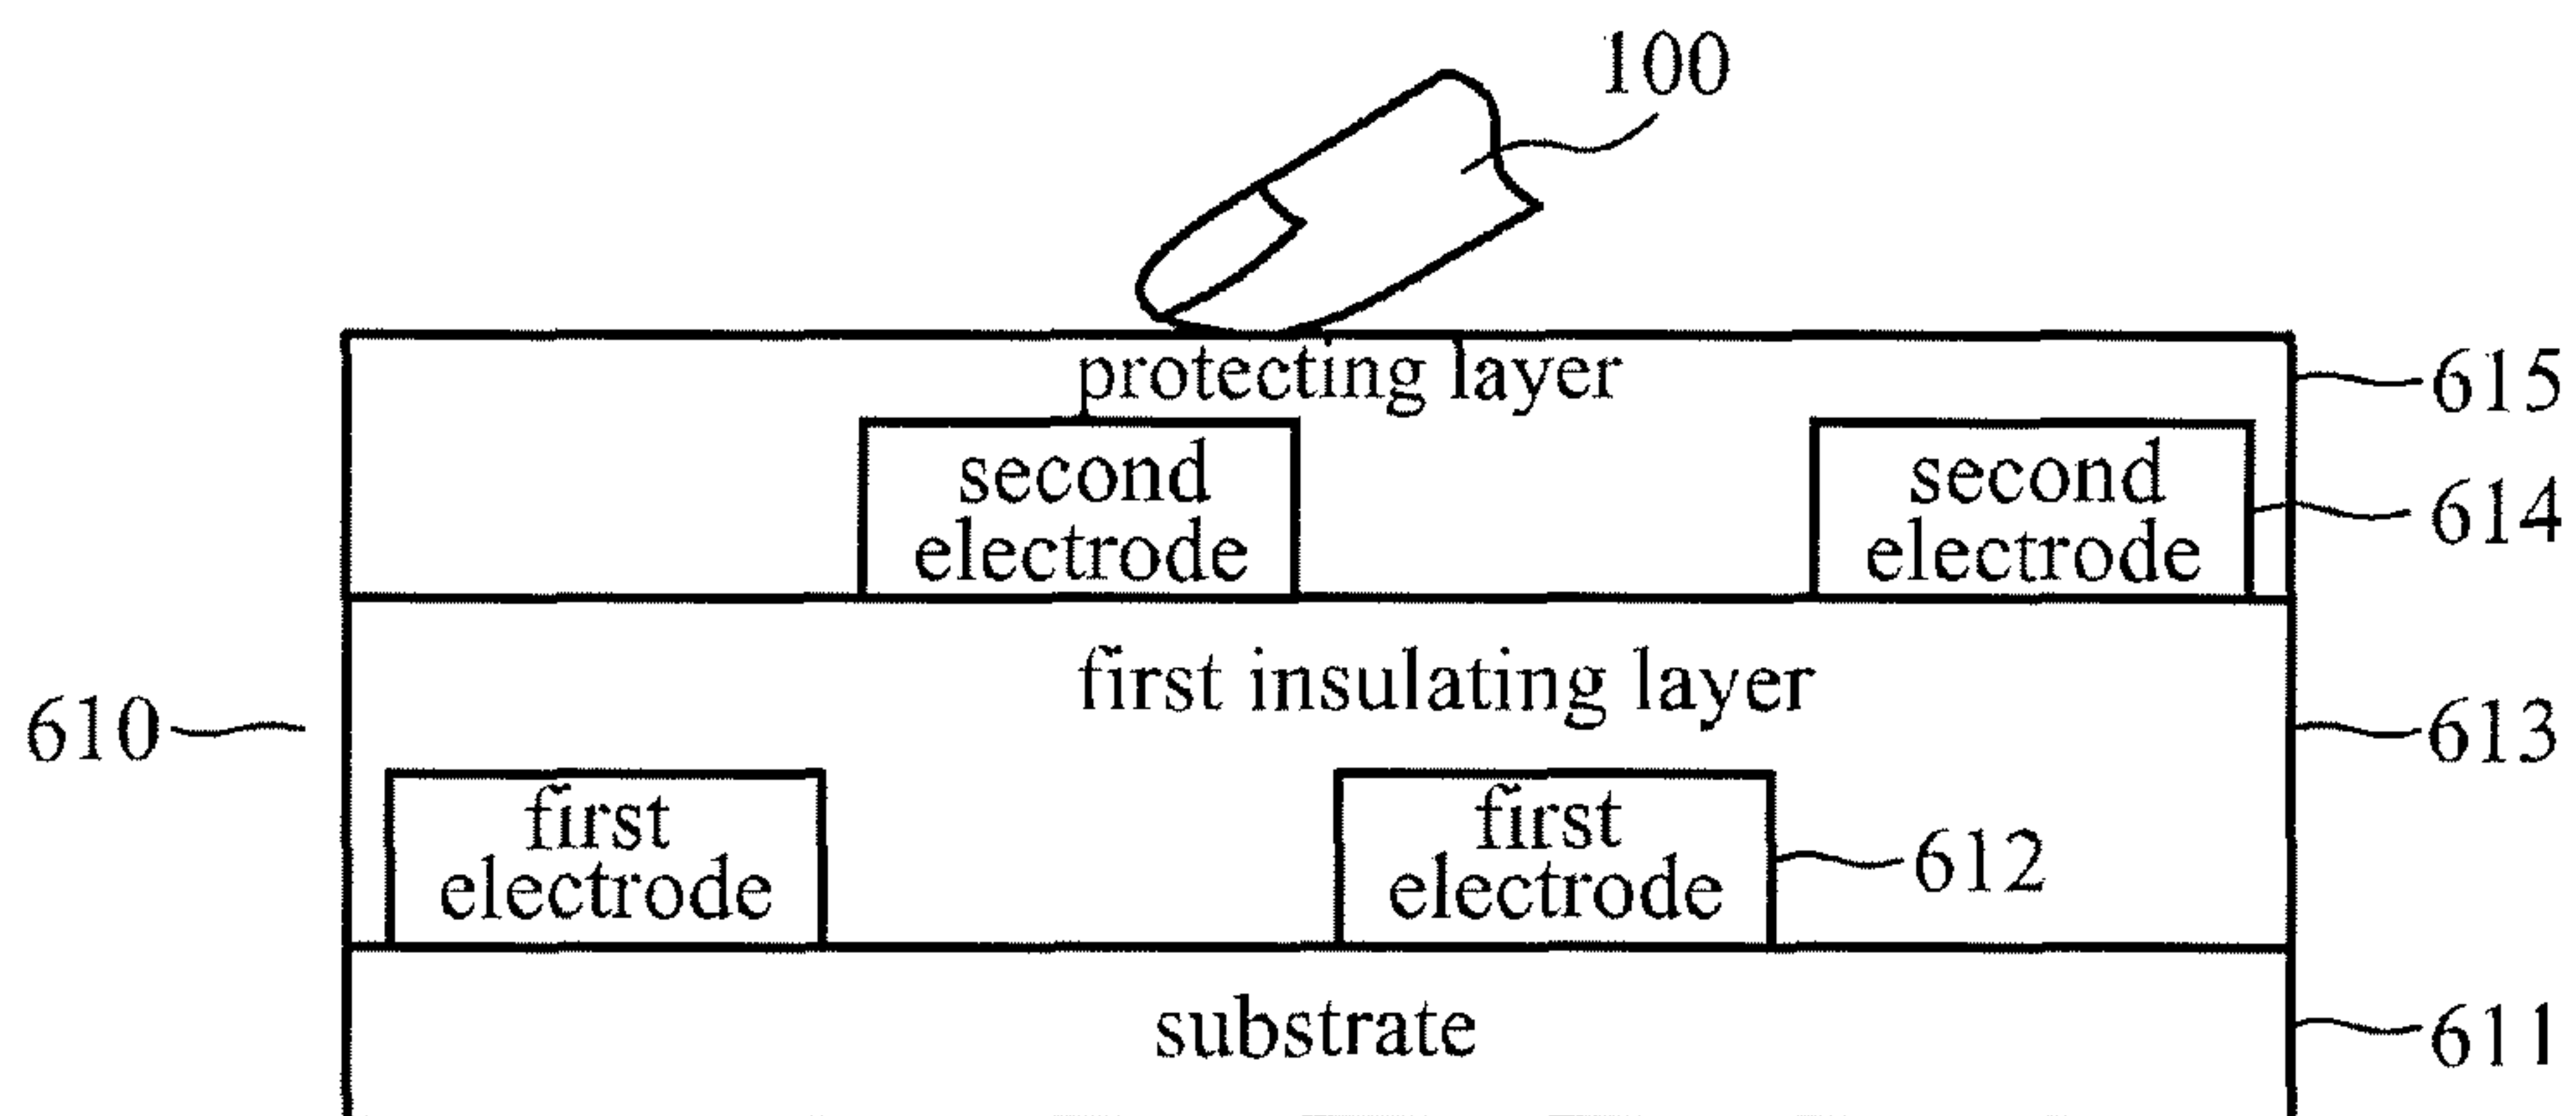 100
protecting layer
615
second
electrode
second
electrode
614
first insulating layer
610
613
first
electrode
first
electrode
612
substrate
611